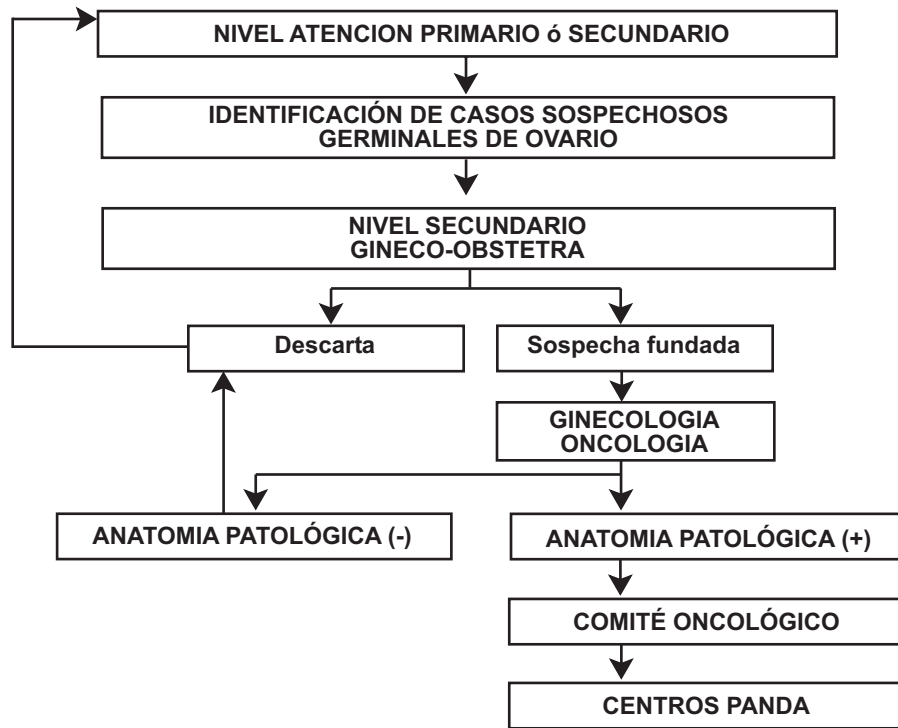 NIVEL ATENCION PRIMARIO ó SECUNDARIO
IDENTIFICACIÓN DE CASOS SOSPECHOSOS
GERMINALES DE OVARIO
NIVEL SECUNDARIO
GINECO-OBSTETRA
Descarta
Sospecha fundada
GINECOLOGIA
ONCOLOGIA
ANATOMIA PATOLÓGICA (-)
ANATOMIA PATOLÓGICA (+)
COMITÉ ONCOLÓGICO
CENTROS PANDA